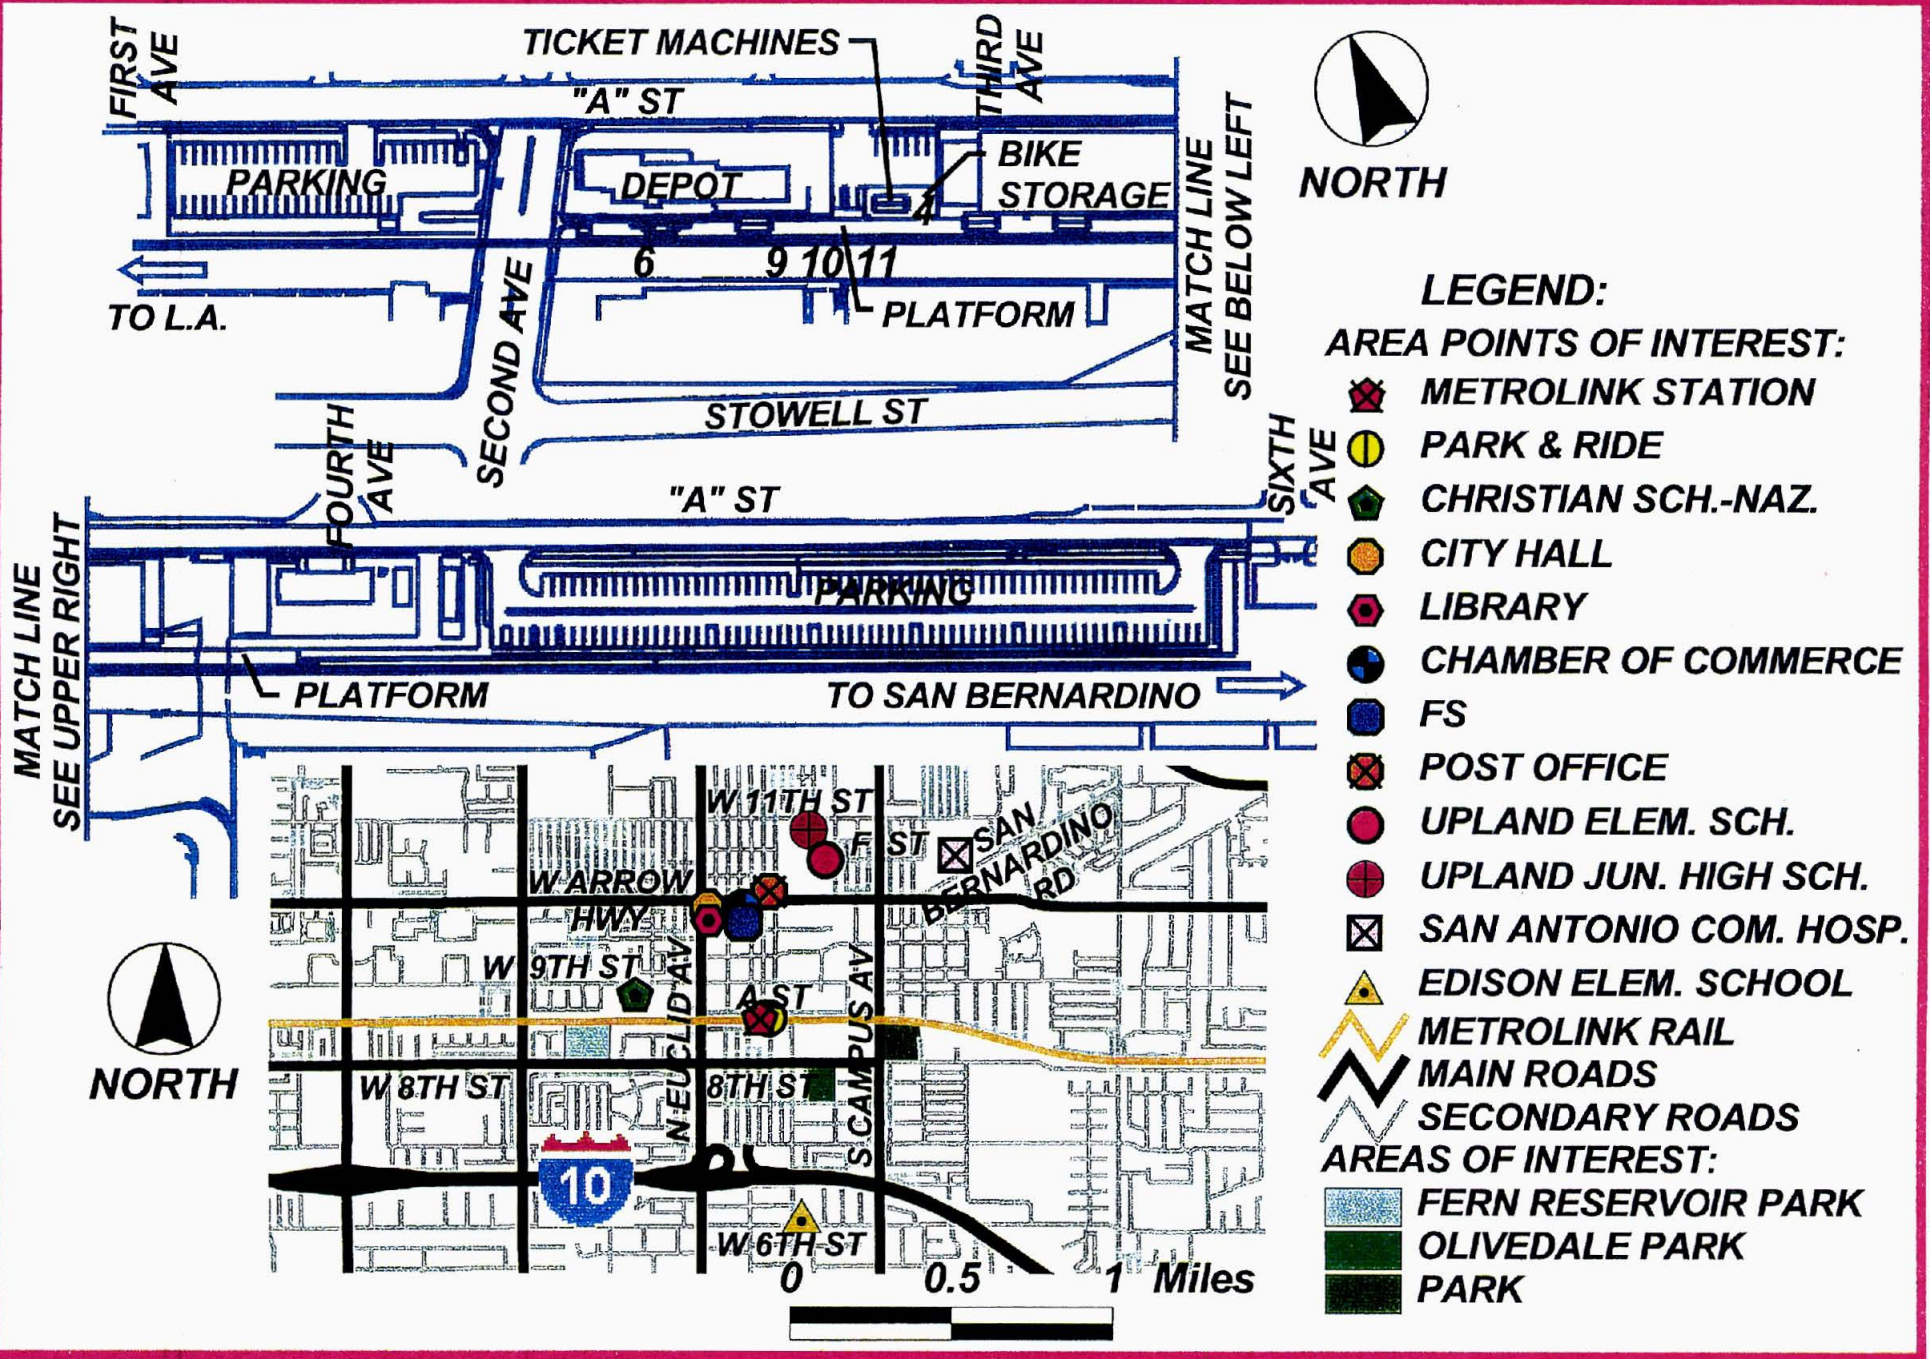 FIRST
AVE
TICKET MACHINES
THIRD
AVE
"A" ST
PARKING
DEPOT
BIKE
STORAGE
4
6
9 10 11
TO L.A.
PLATFORM
SECOND AVE
STOWELL ST
MATCH LINE
SEE BELOW LEFT
NORTH
FOURTH
AVE
"A" ST
SIXTH
AVE
MATCH LINE
SEE UPPER RIGHT
PARKING
PLATFORM
TO SAN BERNARDINO
W 11TH ST
F ST
SAN
BERNARDINO
RD
W ARROW
HWY
W 9TH ST
N EUCLID AV
A ST
S CAMPUS AV
W 8TH ST
8TH ST
10
W 6TH ST
NORTH
0 0.5 1 Miles
LEGEND:
AREA POINTS OF INTEREST:
METROLINK STATION
PARK & RIDE
CHRISTIAN SCH.-NAZ.
CITY HALL
LIBRARY
CHAMBER OF COMMERCE
FS
POST OFFICE
UPLAND ELEM. SCH.
UPLAND JUN. HIGH SCH.
SAN ANTONIO COM. HOSP.
EDISON ELEM. SCHOOL
METROLINK RAIL
MAIN ROADS
SECONDARY ROADS
AREAS OF INTEREST:
FERN RESERVOIR PARK
OLIVEDALE PARK
PARK